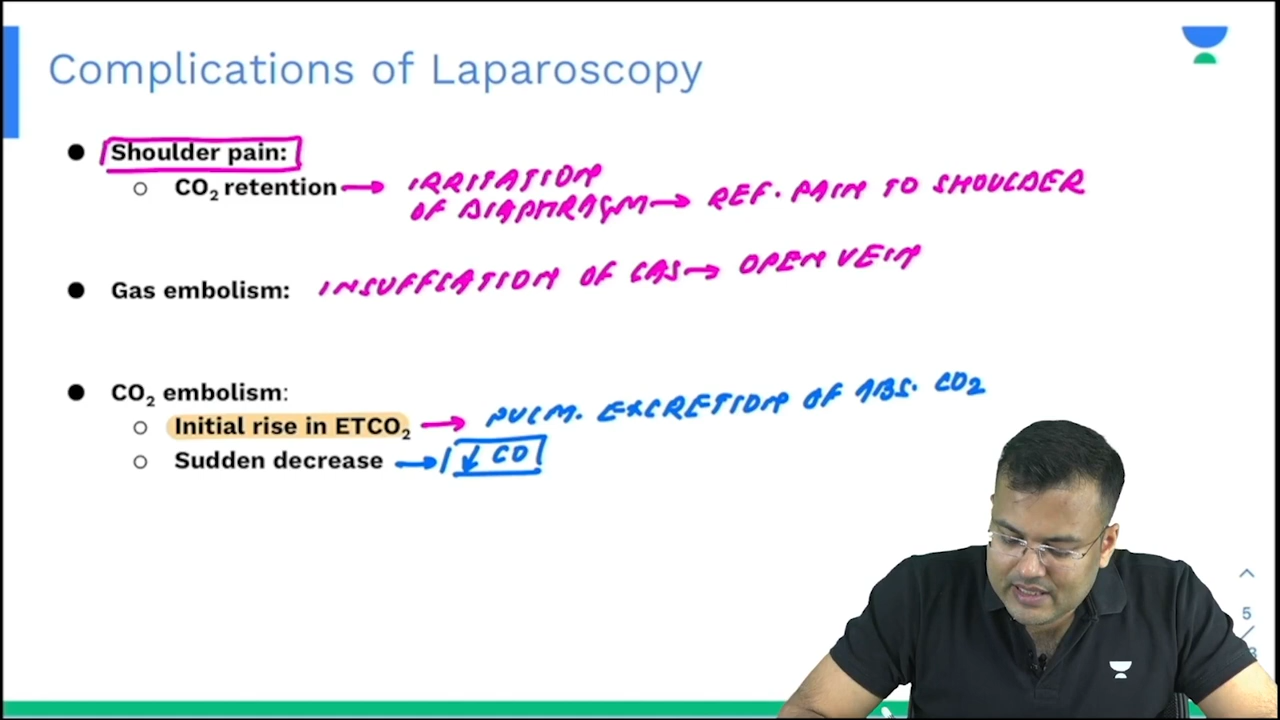 Complications of Laparoscopy
● Shoulder pain:
○ CO₂ retention → IRRITATION OF DIAPHRAGM → REF. PAIN TO SHOULDER
● Gas embolism: INSUFFLATION OF GAS → OPEN VEIN
● CO₂ embolism:
○ Initial rise in ETCO₂ → PULM. EXCRETION OF ABS. CO₂
○ Sudden decrease → ↓ CO
5